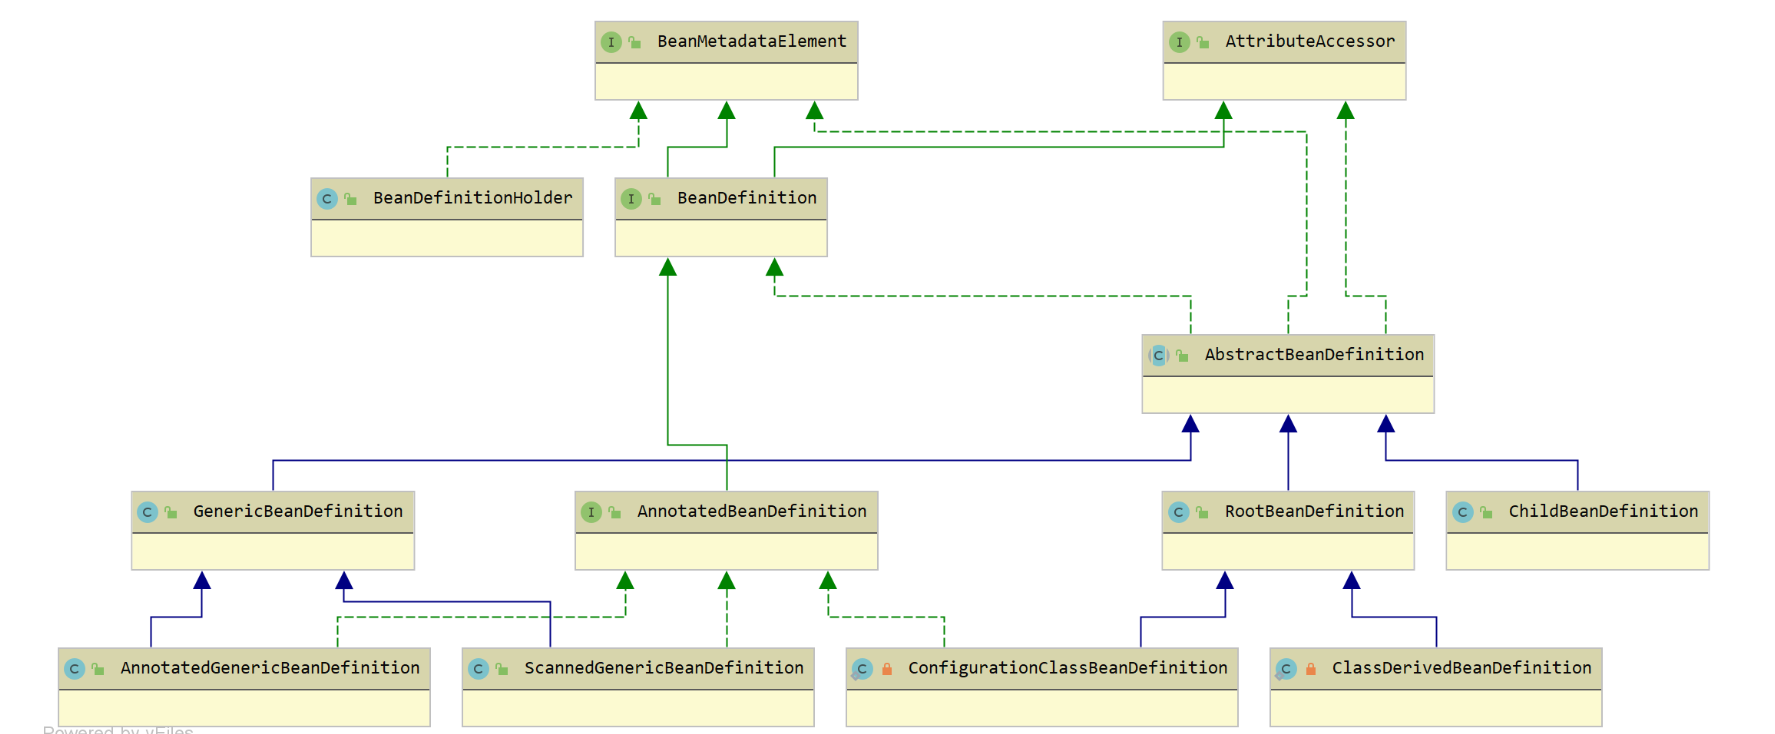 I BeanMetadataElement
I AttributeAccessor
C BeanDefinitionHolder
I BeanDefinition
C AbstractBeanDefinition
C GenericBeanDefinition
I AnnotatedBeanDefinition
C RootBeanDefinition
C ChildBeanDefinition
C AnnotatedGenericBeanDefinition
C ScannedGenericBeanDefinition
C ConfigurationClassBeanDefinition
C ClassDerivedBeanDefinition
Powered by yFiles